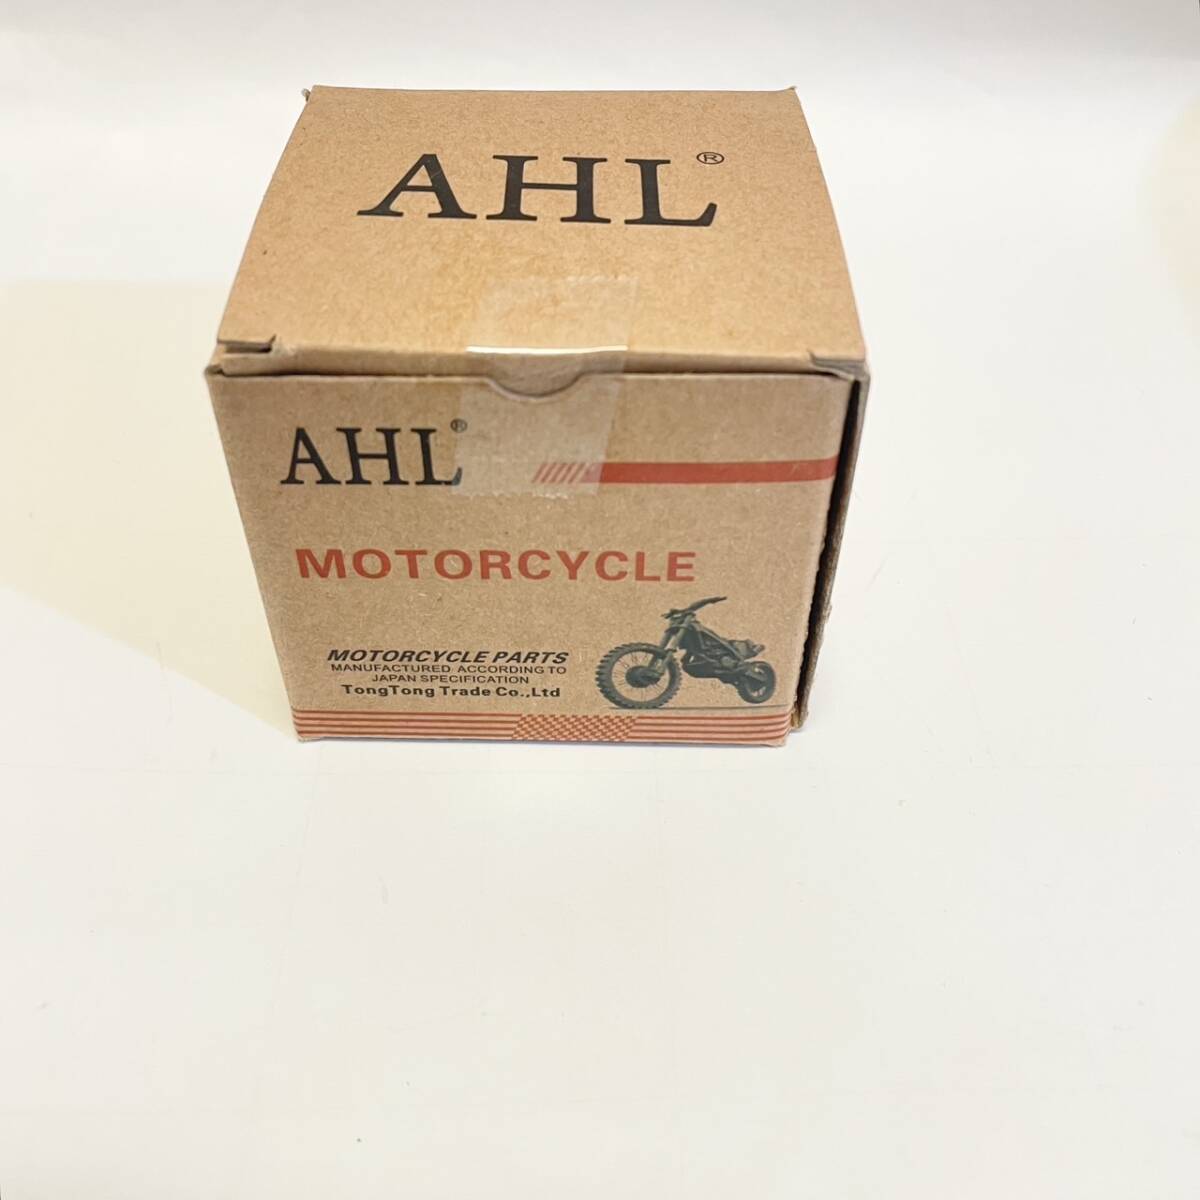 AHL®
AHL®
MOTORCYCLE
MOTORCYCLE PARTS
MANUFACTURED ACCORDING TO
JAPAN SPECIFICATION
TongTong Trade Co.,Ltd